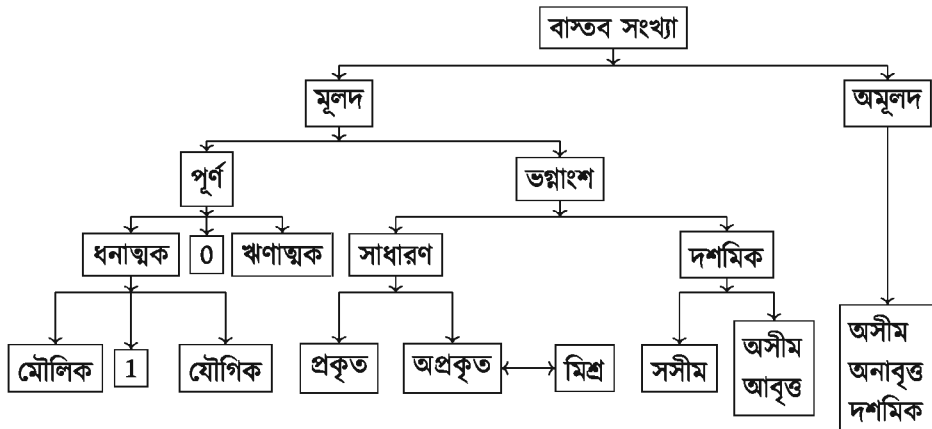 বাস্তব সংখ্যা
মূলদ
অমূলদ
পূর্ণ
ভগ্নাংশ
ধনাত্মক
0
ঋণাত্মক
সাধারণ
দশমিক
মৌলিক
1
যৌগিক
প্রকৃত
অপ্রকৃত
মিশ্র
সসীম
অসীম
আবৃত্ত
অসীম
অনাবৃত্ত
দশমিক